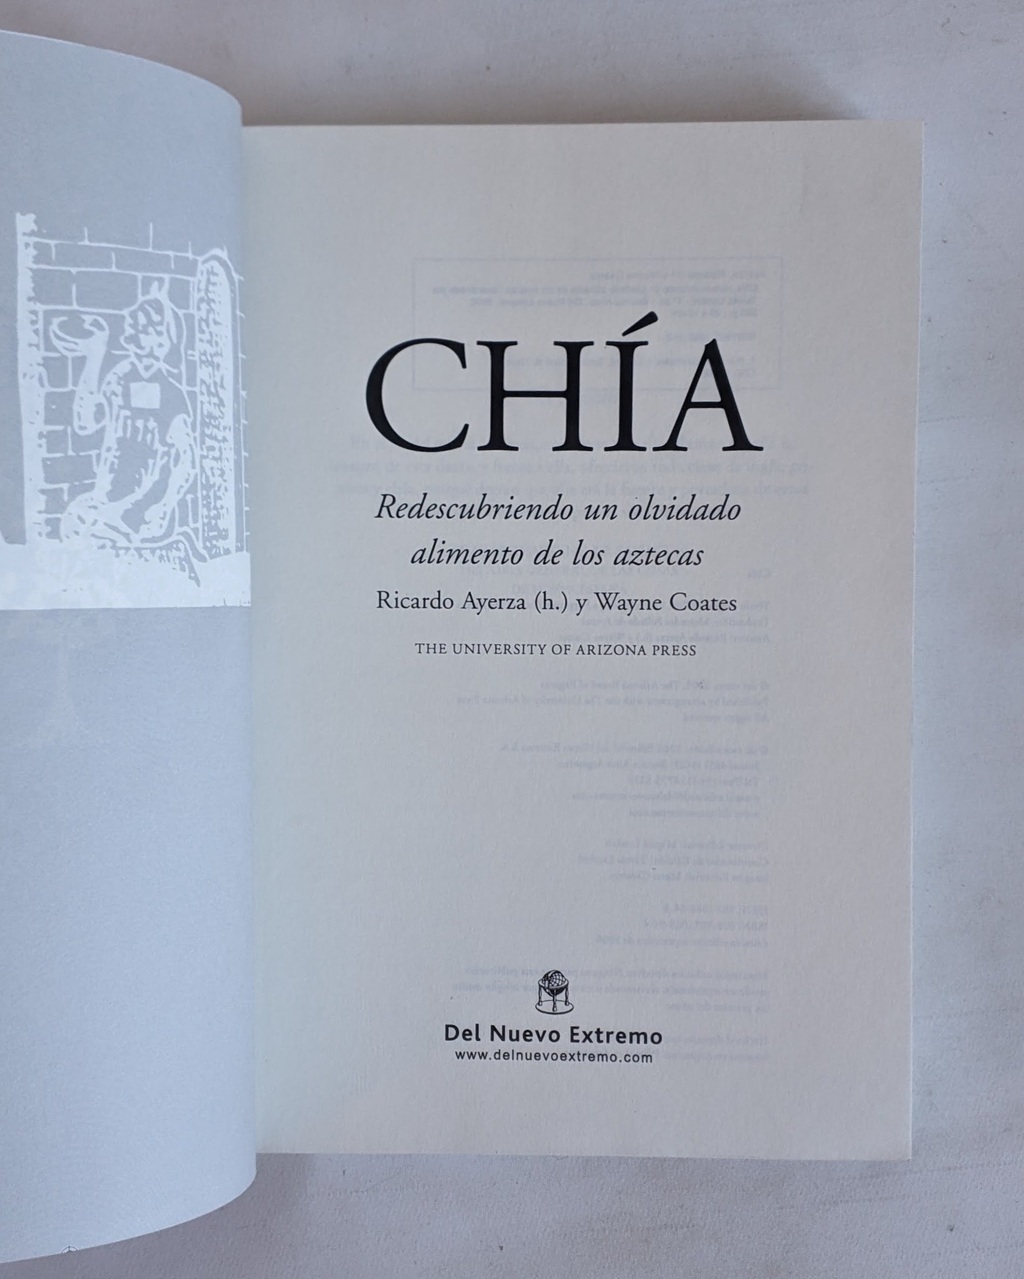 CHÍA
Redescubriendo un olvidado
alimento de los aztecas
Ricardo Ayerza (h.) y Wayne Coates
THE UNIVERSITY OF ARIZONA PRESS
Del Nuevo Extremo
www.delnuevoextremo.com